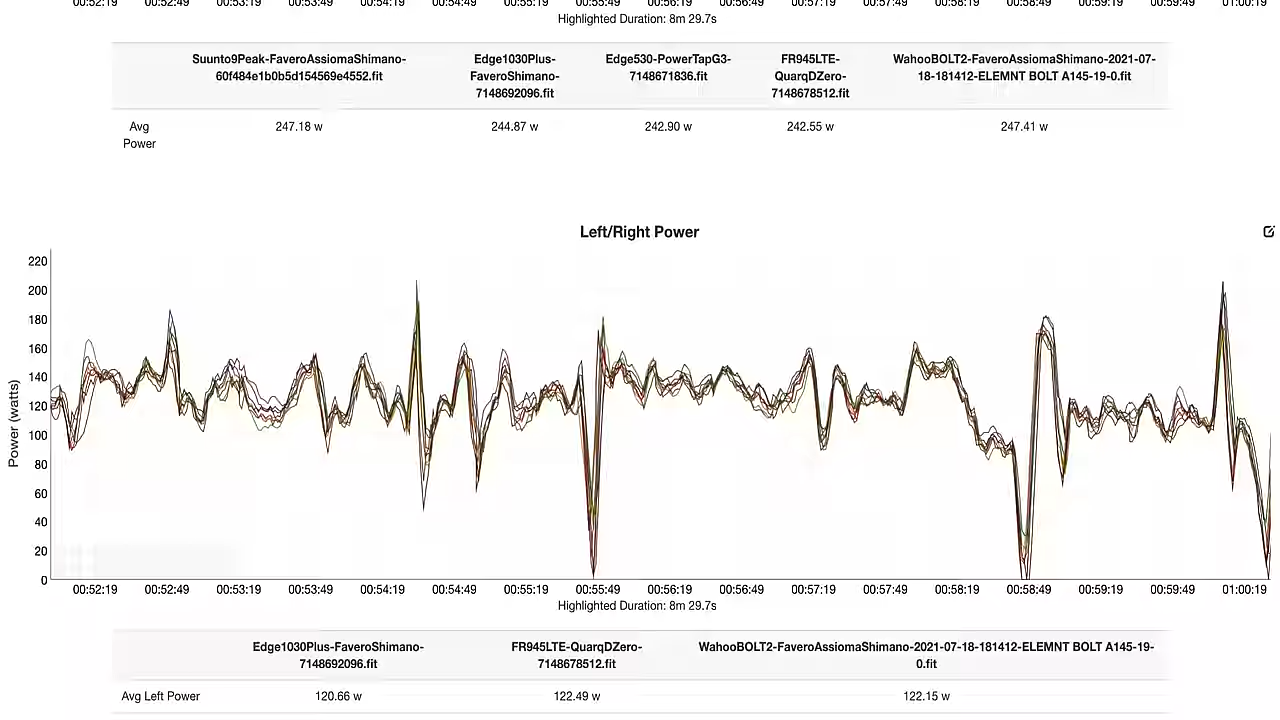 00:52:19 00:52:49 00:53:19 00:53:49 00:54:19 00:54:49 00:55:19 00:55:49 00:56:19 00:56:49 00:57:19 00:57:49 00:58:19 00:58:49 00:59:19 00:59:49 01:00:19
Highlighted Duration: 8m 29.7s
Suunto9Peak-FaveroAssiomaShimano- Edge1030Plus- Edge530-PowerTapG3- FR945LTE- WahooBOLT2-FaveroAssiomaShimano-2021-07-
60f484e1b0b5d154569e4552.fit FaveroShimano- 7148671836.fit QuarqDZero- 18-181412-ELEMNT BOLT A145-19-0.fit
7148692096.fit 7148678512.fit
Avg 247.18 w 244.87 w 242.90 w 242.55 w 247.41 w
Power
Left/Right Power
220
200
180
160
140
120
100
80
60
40
20
0
Power (watts)
00:52:19 00:52:49 00:53:19 00:53:49 00:54:19 00:54:49 00:55:19 00:55:49 00:56:19 00:56:49 00:57:19 00:57:49 00:58:19 00:58:49 00:59:19 00:59:49 01:00:19
Highlighted Duration: 8m 29.7s
Edge1030Plus-FaveroShimano- FR945LTE-QuarqDZero- WahooBOLT2-FaveroAssiomaShimano-2021-07-18-181412-ELEMNT BOLT A145-19-
7148692096.fit 7148678512.fit 0.fit
Avg Left Power 120.66 w 122.49 w 122.15 w